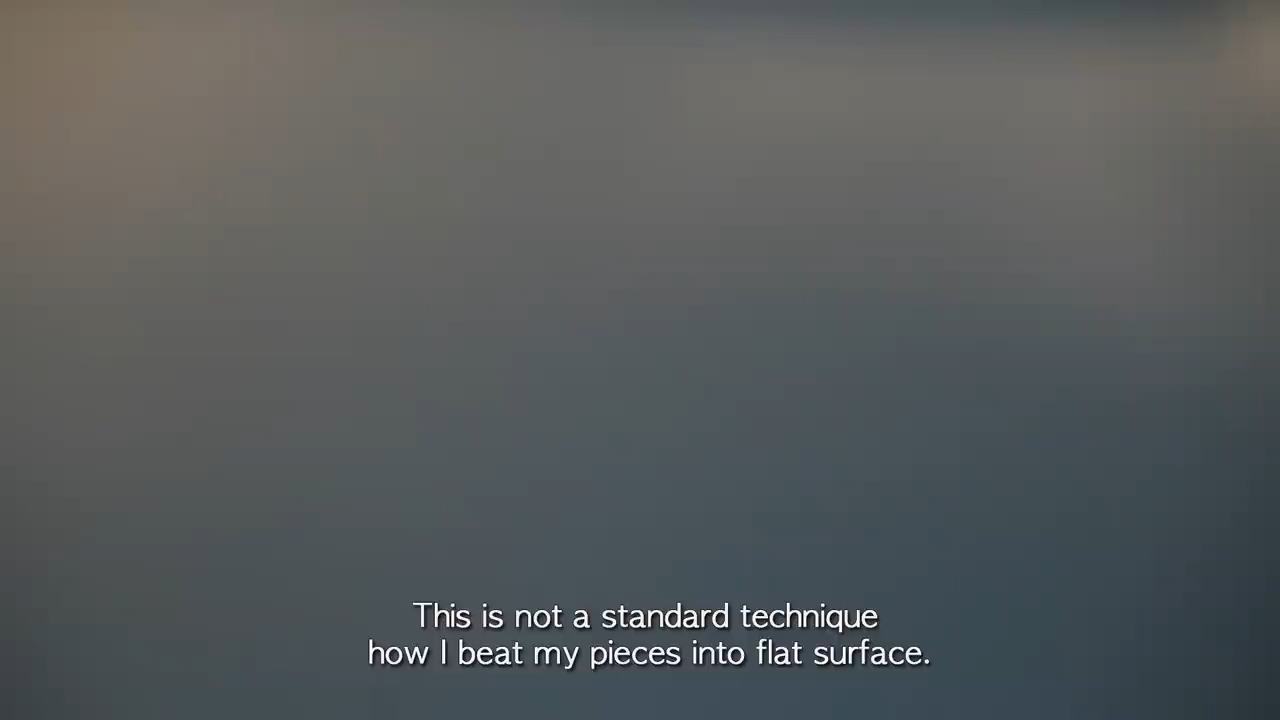 This is not a standard technique
how I beat my pieces into flat surface.